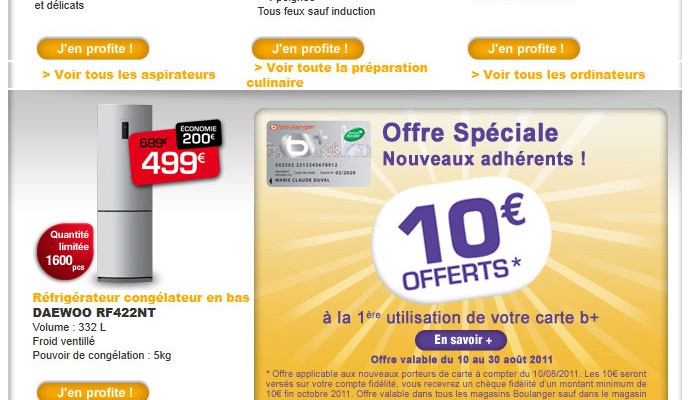 et délicats
Tous feux sauf induction
J'en profite !
J'en profite !
J'en profite !
> Voir tous les aspirateurs
> Voir toute la préparation
culinaire
> Voir tous les ordinateurs
ÉCONOMIE
200€
689€
499€
Quantité
limitée
1600
pcs
Réfrigérateur congélateur en bas
DAEWOO RF422NT
Volume : 332 L
Froid ventillé
Pouvoir de congélation : 5kg
J'en profite !
boulanger
b+
503202 2212345678912
02/2020
MARIE CLAUDE DUVAL
Offre Spéciale
Nouveaux adhérents !
10€
OFFERTS*
à la 1ère utilisation de votre carte b+
En savoir +
Offre valable du 10 au 30 août 2011
* Offre applicable aux nouveaux porteurs de carte à compter du 10/08/2011. Les 10€ seront
versés sur votre compte fidélité, vous recevrez un chèque fidélité d'un montant minimum de
10€ fin octobre 2011. Offre valable dans tous les magasins Boulanger sauf dans le magasin